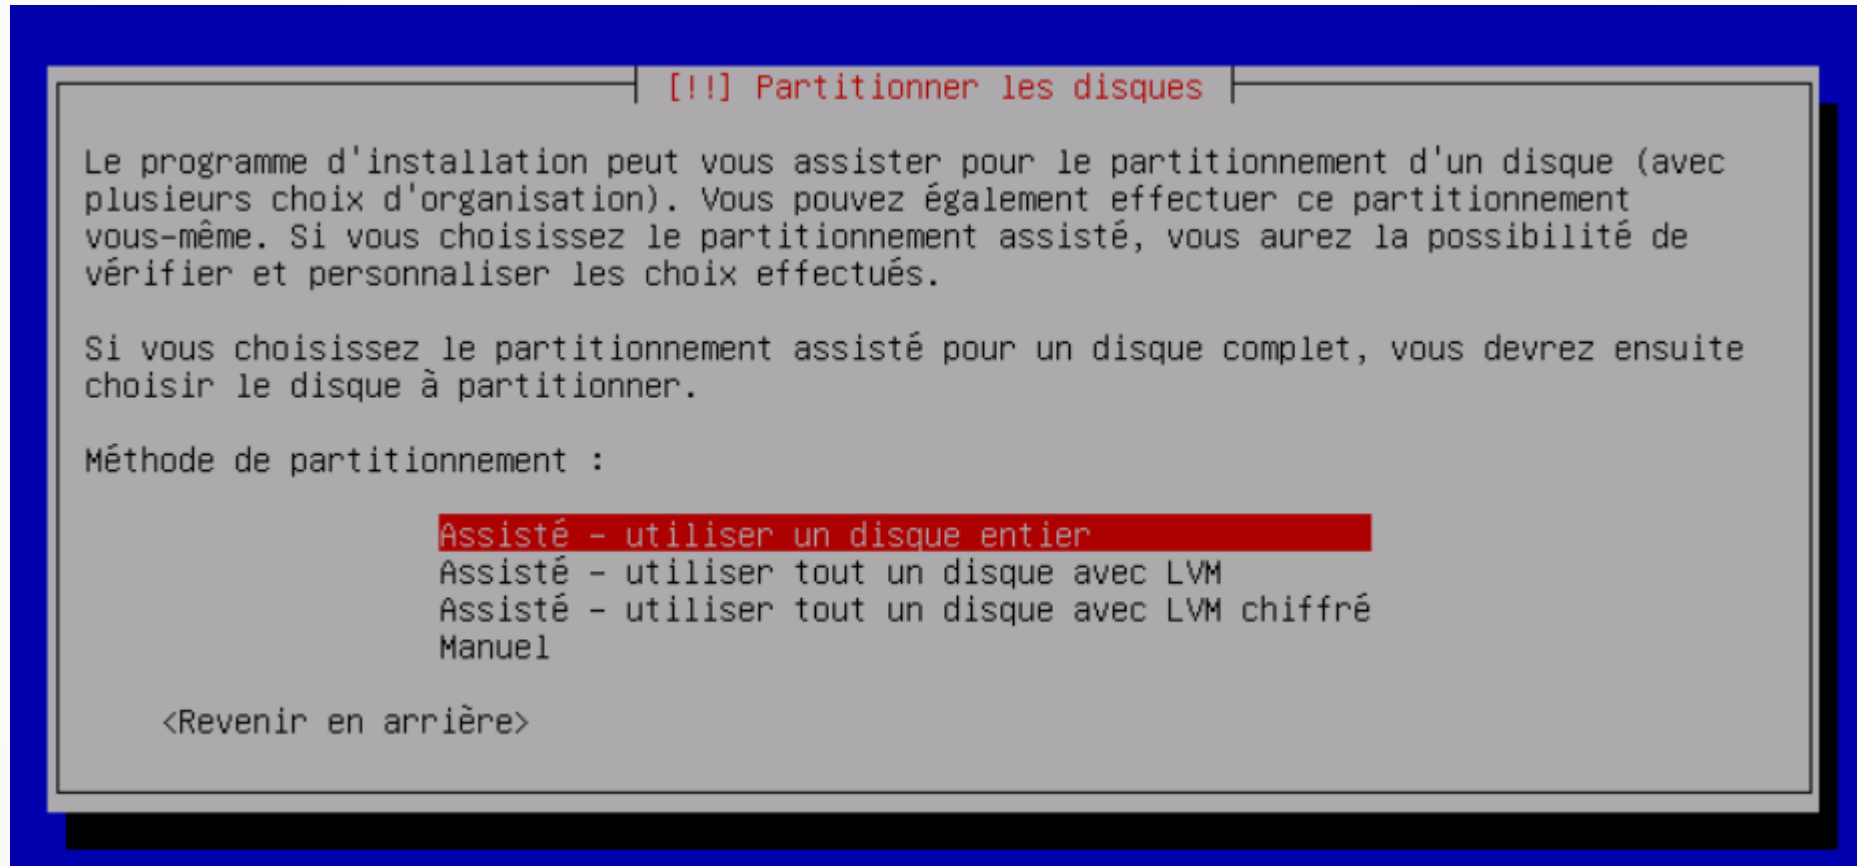 [!!] Partitionner les disques
Le programme d'installation peut vous assister pour le partitionnement d'un disque (avec
plusieurs choix d'organisation). Vous pouvez également effectuer ce partitionnement
vous-même. Si vous choisissez le partitionnement assisté, vous aurez la possibilité de
vérifier et personnaliser les choix effectués.
Si vous choisissez le partitionnement assisté pour un disque complet, vous devrez ensuite
choisir le disque à partitionner.
Méthode de partitionnement :
Assisté - utiliser un disque entier
Assisté - utiliser tout un disque avec LVM
Assisté - utiliser tout un disque avec LVM chiffré
Manuel
<Revenir en arrière>